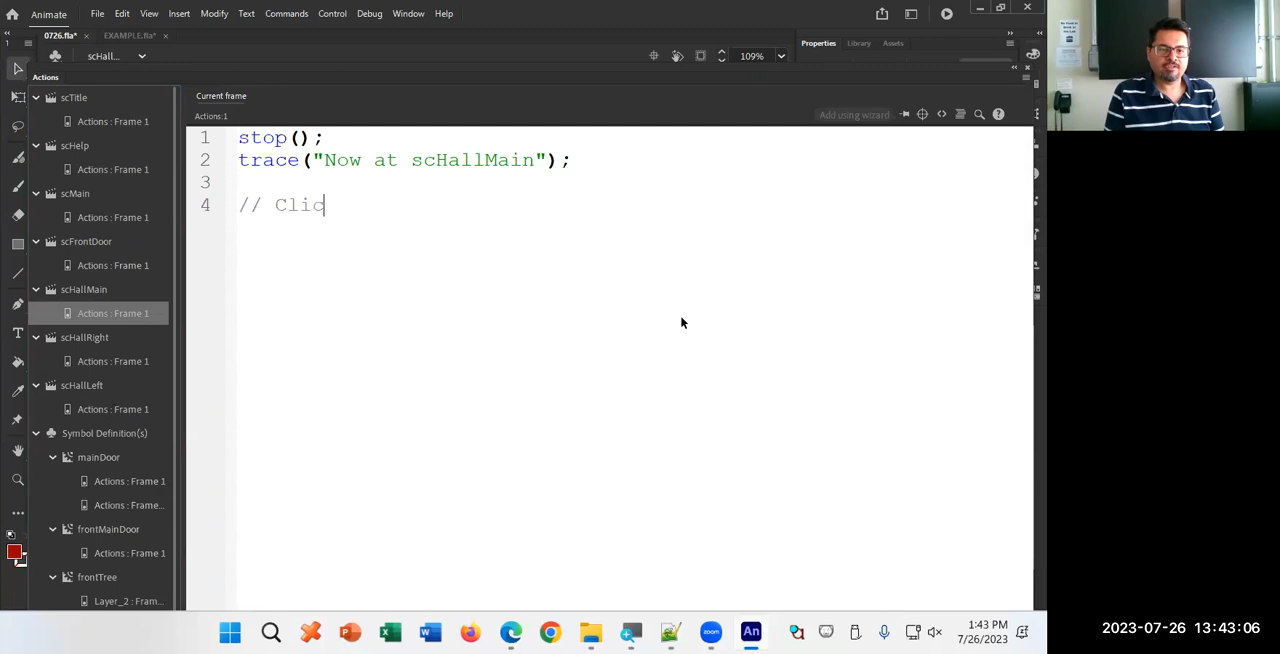 Animate File Edit View Insert Modify Text Commands Control Debug Window Help
0726.fla* × EXAMPLE.fla* ×
scHall... 109% Properties Library Assets
Actions
Current frame
Actions:1
Add using wizard
scTitle
Actions : Frame 1
scHelp
Actions : Frame 1
scMain
Actions : Frame 1
scFrontDoor
Actions : Frame 1
scHallMain
Actions : Frame 1
scHallRight
Actions : Frame 1
scHallLeft
Actions : Frame 1
Symbol Definition(s)
mainDoor
Actions : Frame 1
Actions : Frame...
frontMainDoor
Actions : Frame 1
frontTree
Layer_2 : Fram...
1 stop();
2 trace("Now at scHallMain");
3
4 // Clic
zoom An
1:43 PM
7/26/2023
2023-07-26 13:43:06